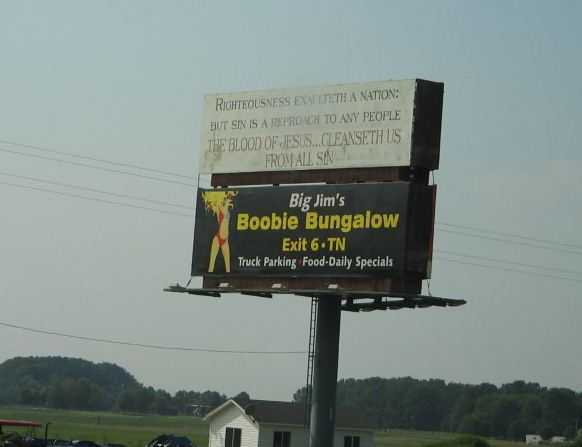 RIGHTEOUSNESS EXALTETH A NATION:
BUT SIN IS A REPROACH TO ANY PEOPLE
THE BLOOD OF JESUS...CLEANSETH US
FROM ALL SIN
Big Jim's
Boobie Bungalow
Exit 6 • TN
Truck Parking • Food-Daily Specials